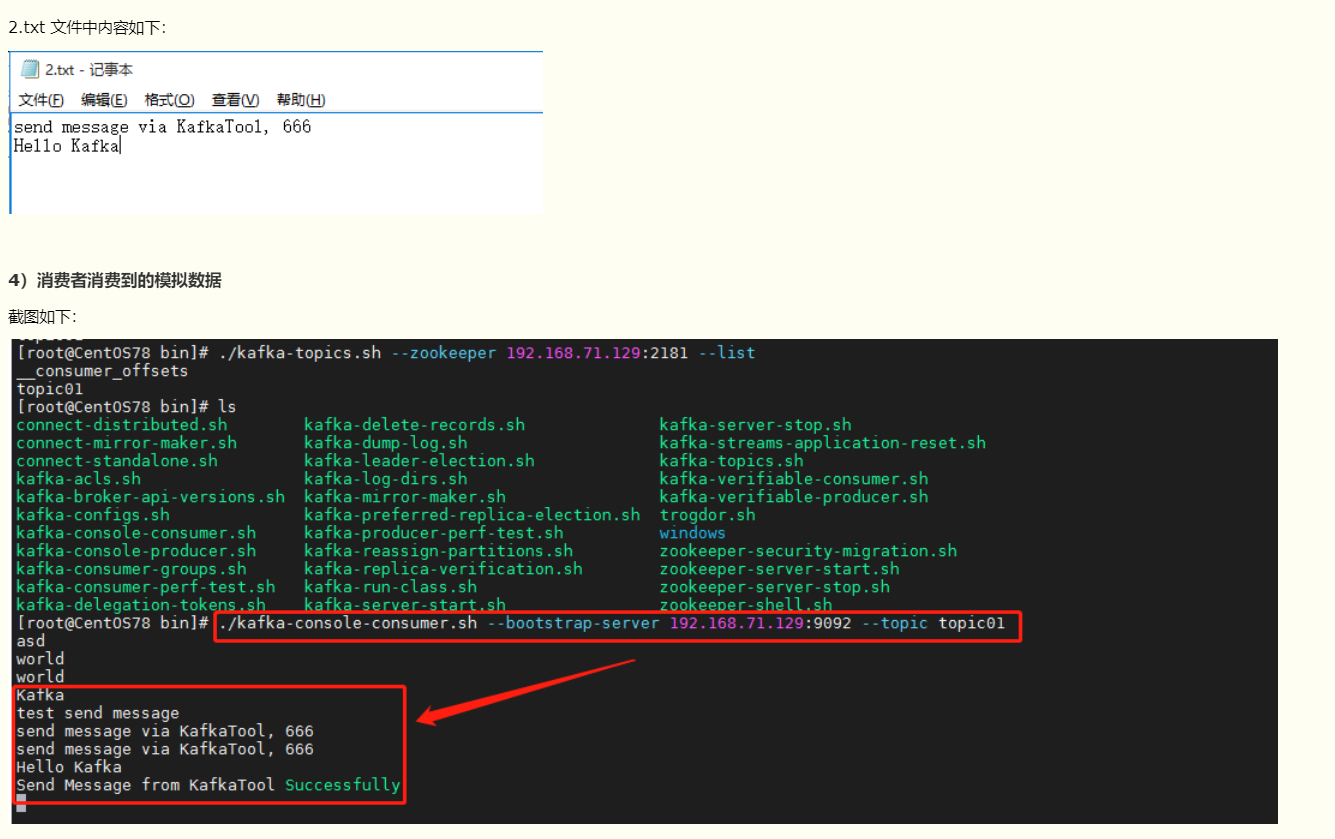 2.txt 文件中内容如下：
2.txt - 记事本
文件(F) 编辑(E) 格式(O) 查看(V) 帮助(H)
send message via KafkaTool, 666
Hello Kafka
4）消费者消费到的模拟数据
截图如下：
[root@CentOS78 bin]# ./kafka-topics.sh --zookeeper 192.168.71.129:2181 --list
__consumer_offsets
topic01
[root@CentOS78 bin]# ls
connect-distributed.sh kafka-delete-records.sh kafka-server-stop.sh
connect-mirror-maker.sh kafka-dump-log.sh kafka-streams-application-reset.sh
connect-standalone.sh kafka-leader-election.sh kafka-topics.sh
kafka-acls.sh kafka-log-dirs.sh kafka-verifiable-consumer.sh
kafka-broker-api-versions.sh kafka-mirror-maker.sh kafka-verifiable-producer.sh
kafka-configs.sh kafka-preferred-replica-election.sh trogdor.sh
kafka-console-consumer.sh kafka-producer-perf-test.sh windows
kafka-console-producer.sh kafka-reassign-partitions.sh zookeeper-security-migration.sh
kafka-consumer-groups.sh kafka-replica-verification.sh zookeeper-server-start.sh
kafka-consumer-perf-test.sh kafka-run-class.sh zookeeper-server-stop.sh
kafka-delegation-tokens.sh kafka-server-start.sh zookeeper-shell.sh
[root@CentOS78 bin]# ./kafka-console-consumer.sh --bootstrap-server 192.168.71.129:9092 --topic topic01
asd
world
world
Kafka
test send message
send message via KafkaTool, 666
send message via KafkaTool, 666
Hello Kafka
Send Message from KafkaTool Successfully